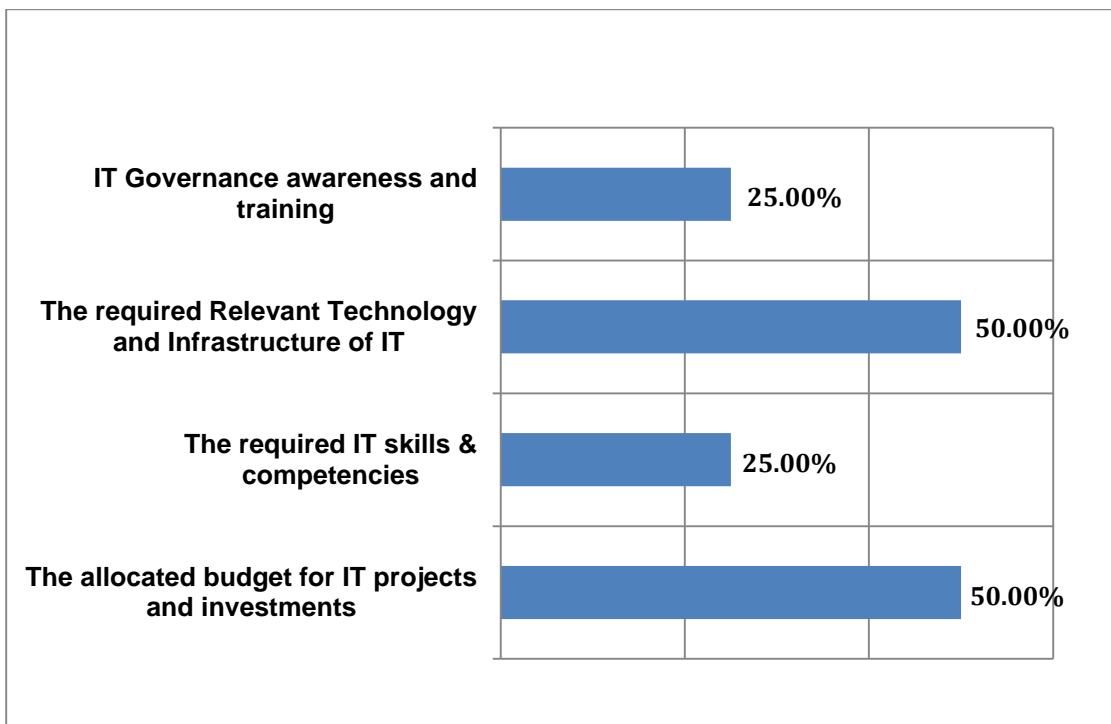 IT Governance awareness and
training
25.00%
The required Relevant Technology
and Infrastructure of IT
50.00%
The required IT skills &
competencies
25.00%
The allocated budget for IT projects
and investments
50.00%